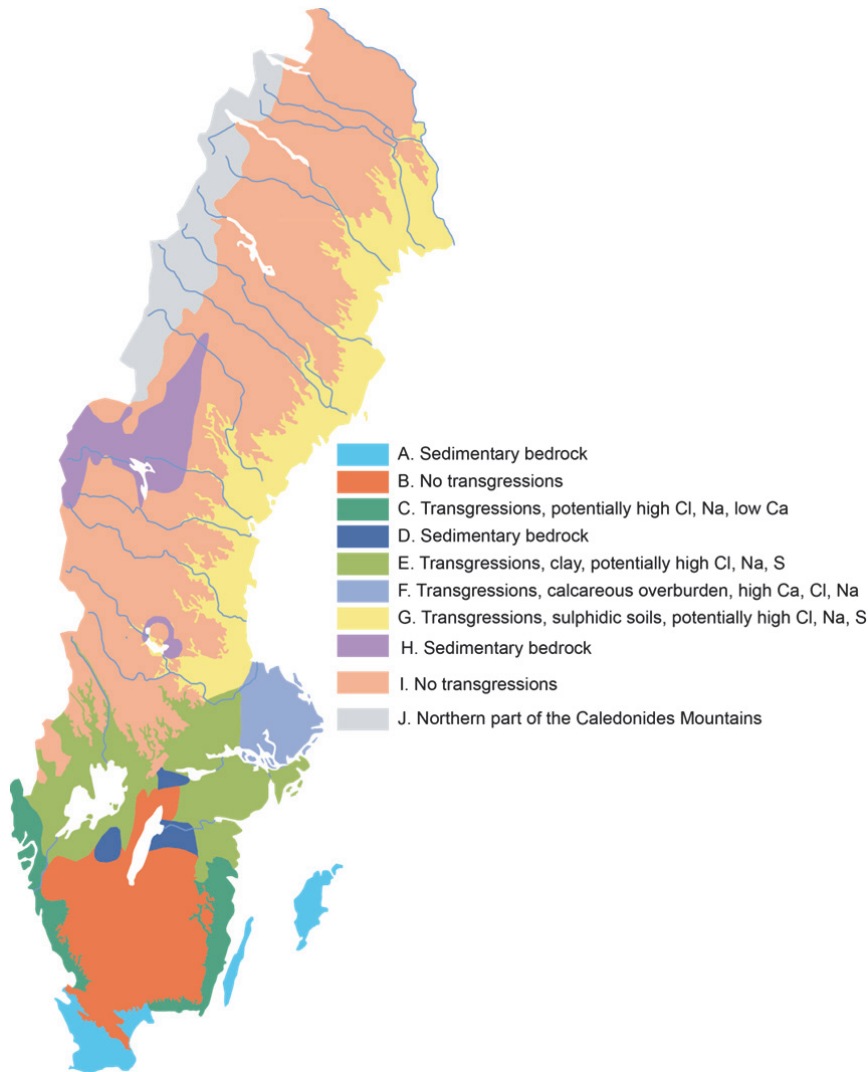 A. Sedimentary bedrock
B. No transgressions
C. Transgressions, potentially high Cl, Na, low Ca
D. Sedimentary bedrock
E. Transgressions, clay, potentially high Cl, Na, S
F. Transgressions, calcareous overburden, high Ca, Cl, Na
G. Transgressions, sulphidic soils, potentially high Cl, Na, S
H. Sedimentary bedrock
I. No transgressions
J. Northern part of the Caledonides Mountains